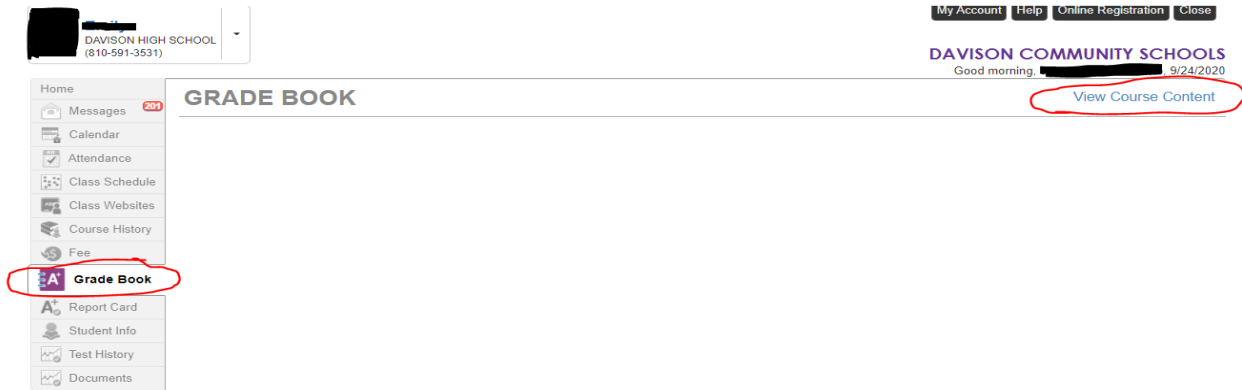 My Account Help Online Registration Close
DAVISON HIGH SCHOOL
(810-591-3531)
DAVISON COMMUNITY SCHOOLS
Good morning, , 9/24/2020
Home
GRADE BOOK
View Course Content
Messages 201
Calendar
Attendance
Class Schedule
Class Websites
Course History
Fee
A+ Grade Book
A+ Report Card
Student Info
Test History
Documents